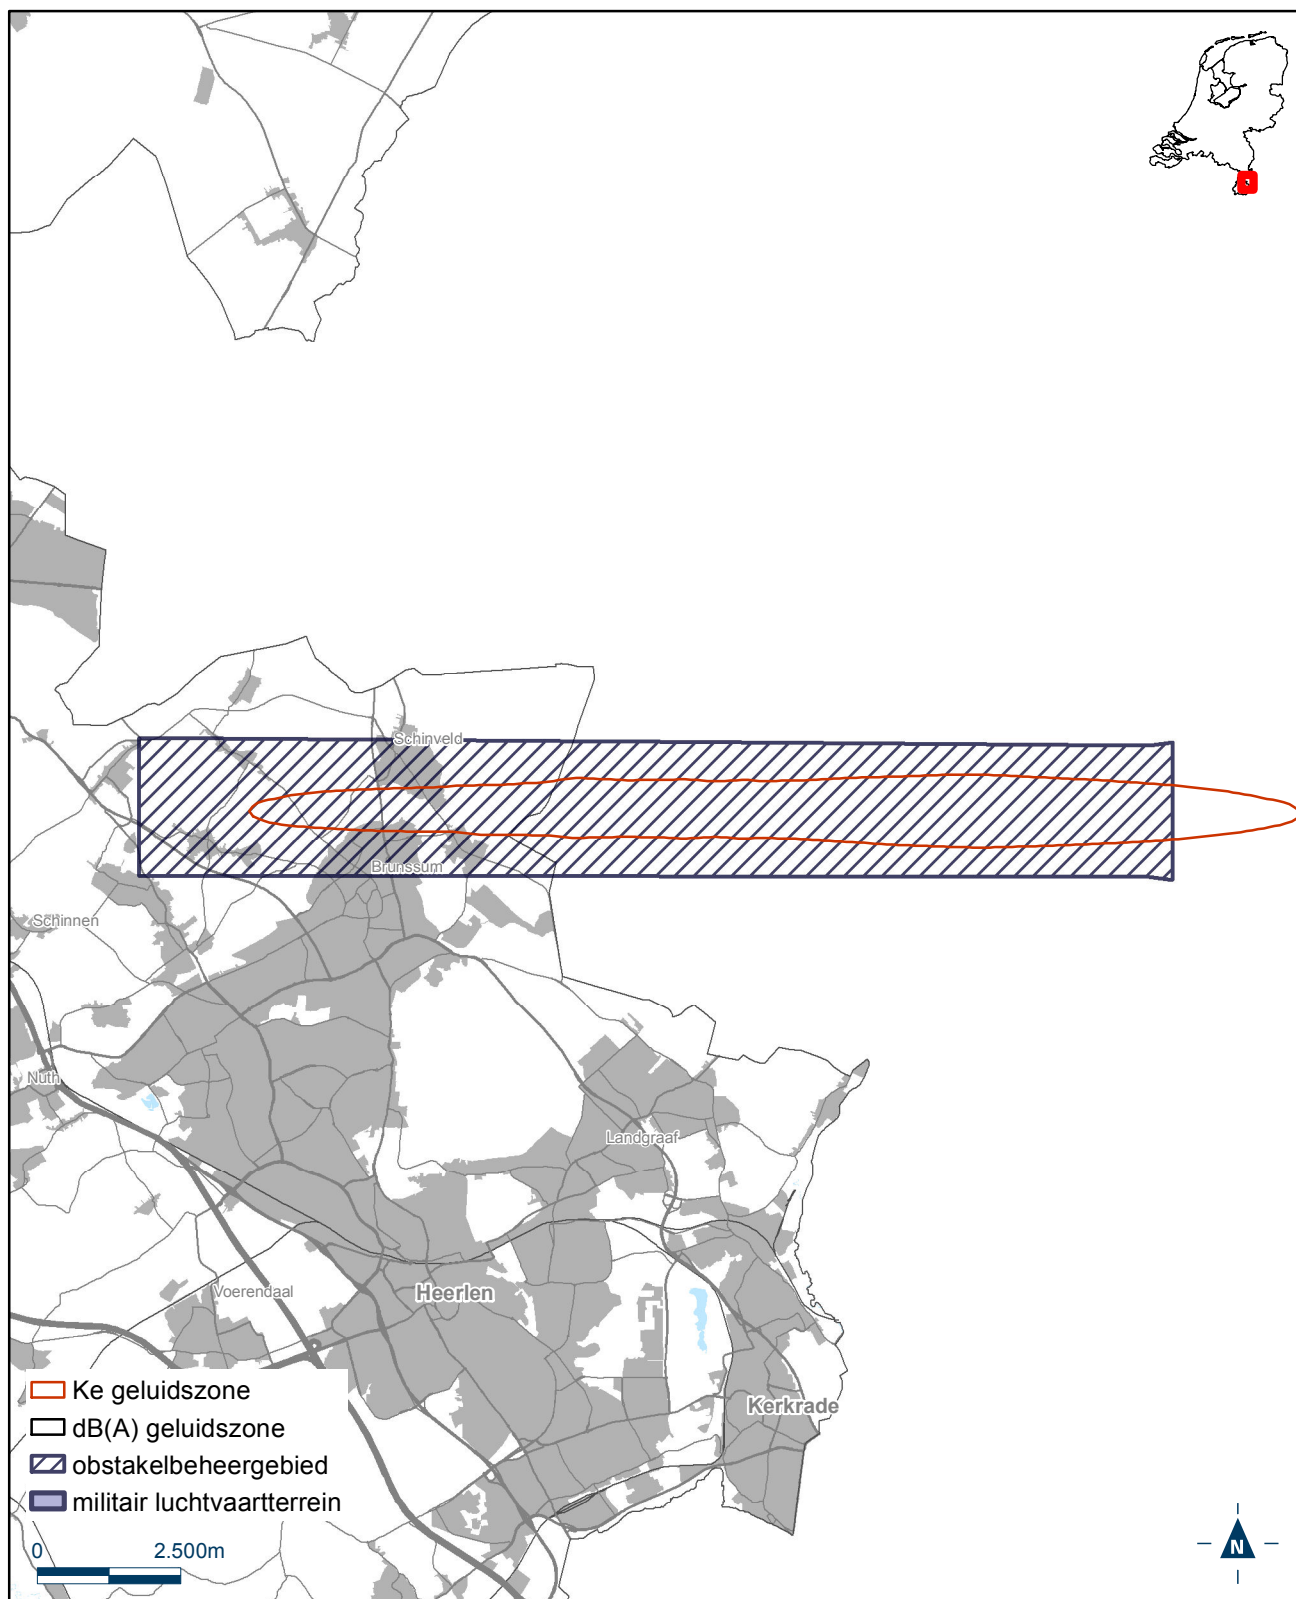 Schinveld
Brunssum
Schinnen
Nuth
Landgraaf
Voerendaal
Heerlen
Kerkrade
Ke geluidszone
dB(A) geluidszone
obstakelbeheergebied
militair luchtvaartterrein
0 2.500m
N